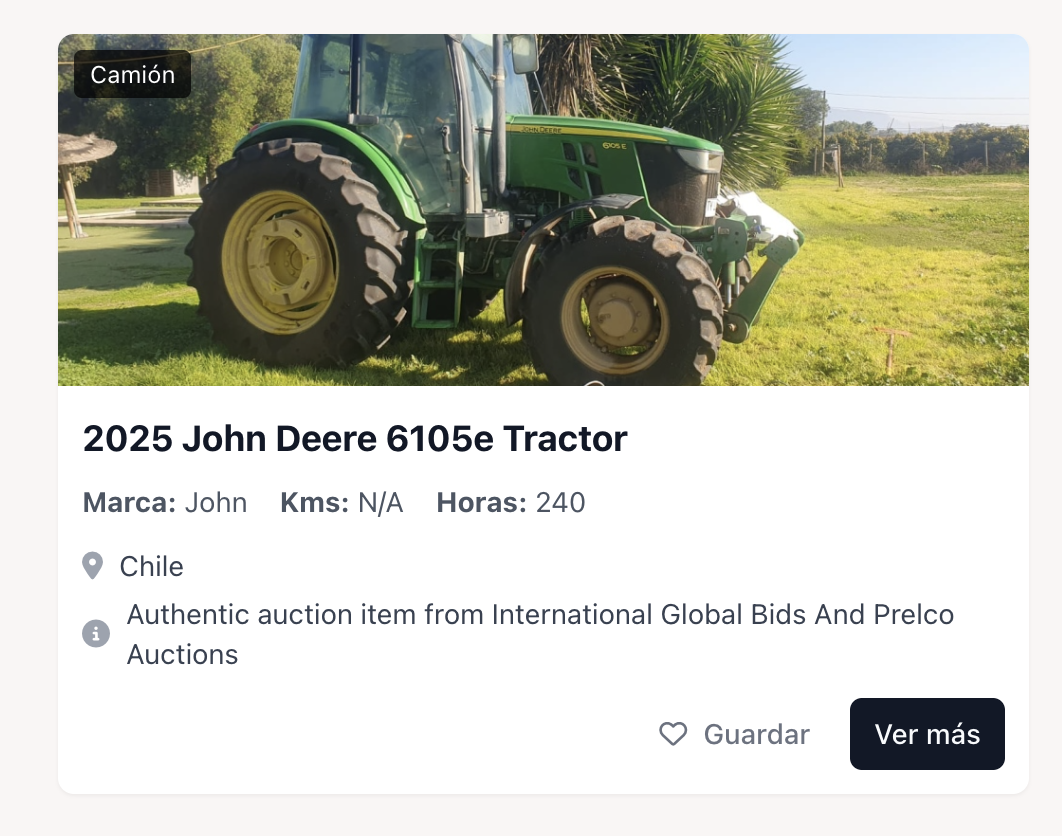 Camión
JOHN DEERE
6105 E
2025 John Deere 6105e Tractor
Marca: John Kms: N/A Horas: 240
Chile
Authentic auction item from International Global Bids And Prelco
Auctions
Guardar
Ver más